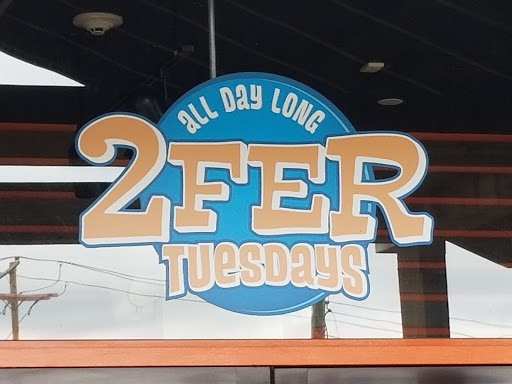 all Day LONG
2FER
TUesDays